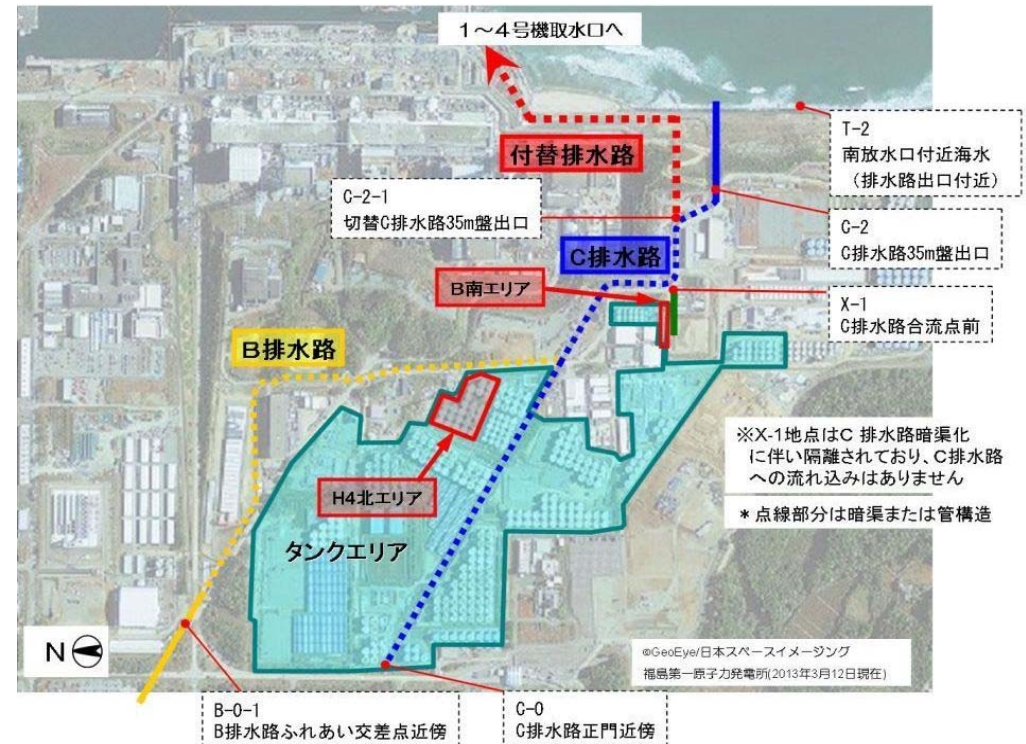 1～4号機取水口へ
付替排水路
T-2
南放水口付近海水
（排水路出口付近）
C-2-1
切替C排水路35m盤出口
C-2
C排水路35m盤出口
C排水路
B南エリア
X-1
C排水路合流点前
B排水路
※X-1地点はC 排水路暗渠化
に伴い隔離されており、C排水路
への流れ込みはありません
H4北エリア
＊点線部分は暗渠または管構造
タンクエリア
N
©GeoEye/日本スペースイメージング
福島第一原子力発電所(2013年3月12日現在)
B-0-1
B排水路ふれあい交差点近傍
C-0
C排水路正門近傍